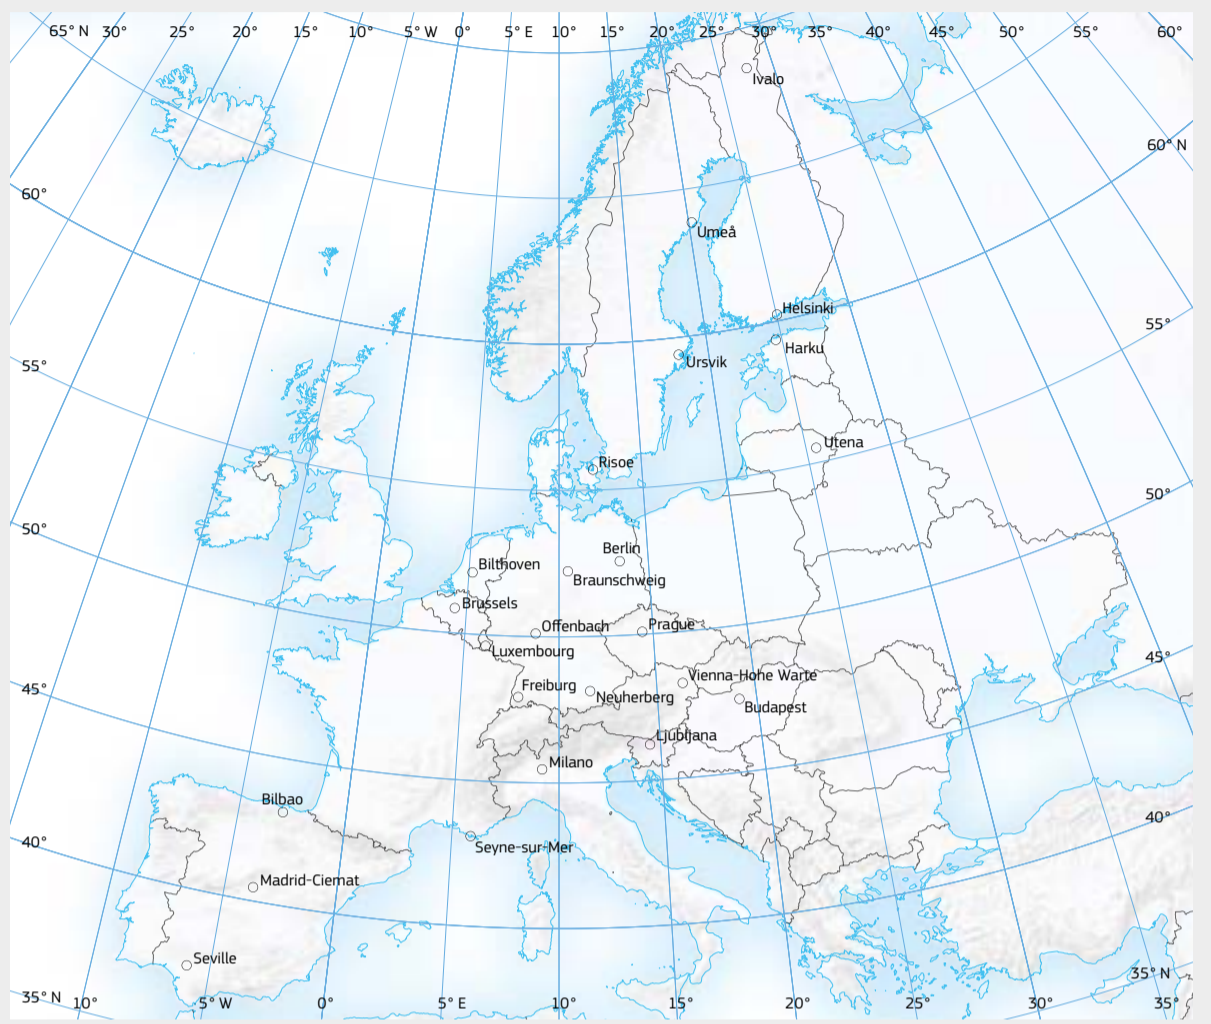 65° N 30° 25° 20° 15° 10° 5° W 0° 5° E 10° 15° 20° 25° 30° 35° 40° 45° 50° 55° 60°
Ivalo
60° N
60°
Umeå
Helsinki
55°
Harku
Ursvik
55°
Utena
Risoe
50°
50°
Berlin
Bilthoven
Braunschweig
Brussels
Offenbach
Prague
Luxembourg
45°
Vienna-Hohe Warte
Freiburg
45°
Neuherberg
Budapest
Ljubljana
Milano
Bilbao
40°
40°
Seyne-sur-Mer
Madrid-Ciemat
Seville
35° N
35° N 10° 5° W 0° 5° E 10° 15° 20° 25° 30° 35°